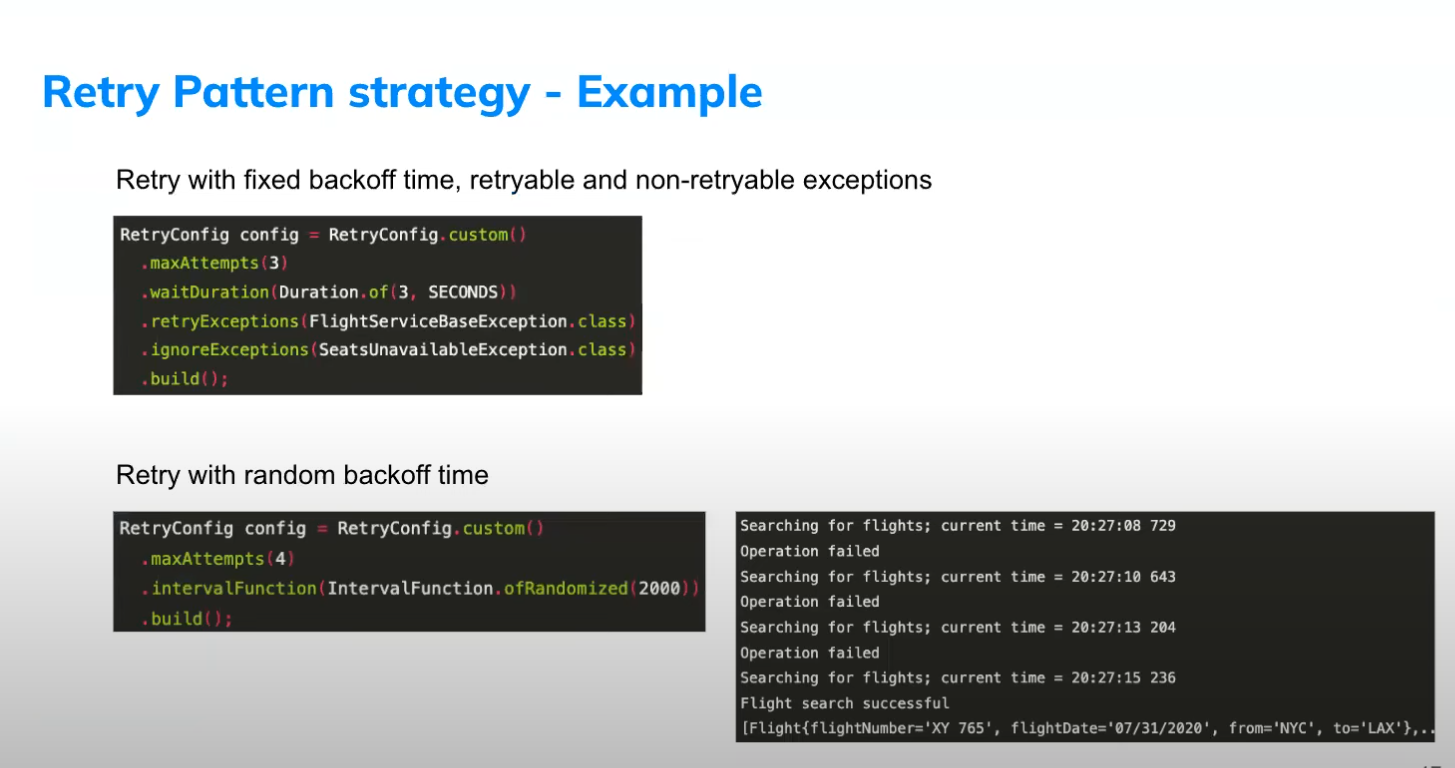 Retry Pattern strategy - Example
Retry with fixed backoff time, retryable and non-retryable exceptions
RetryConfig config = RetryConfig.custom()
.maxAttempts(3)
.waitDuration(Duration.of(3, SECONDS))
.retryExceptions(FlightServiceBaseException.class)
.ignoreExceptions(SeatsUnavailableException.class)
.build();
Retry with random backoff time
RetryConfig config = RetryConfig.custom()
.maxAttempts(4)
.intervalFunction(IntervalFunction.ofRandomized(2000))
.build();
Searching for flights; current time = 20:27:08 729
Operation failed
Searching for flights; current time = 20:27:10 643
Operation failed
Searching for flights; current time = 20:27:13 204
Operation failed
Searching for flights; current time = 20:27:15 236
Flight search successful
[Flight{flightNumber='XY 765', flightDate='07/31/2020', from='NYC', to='LAX'},..